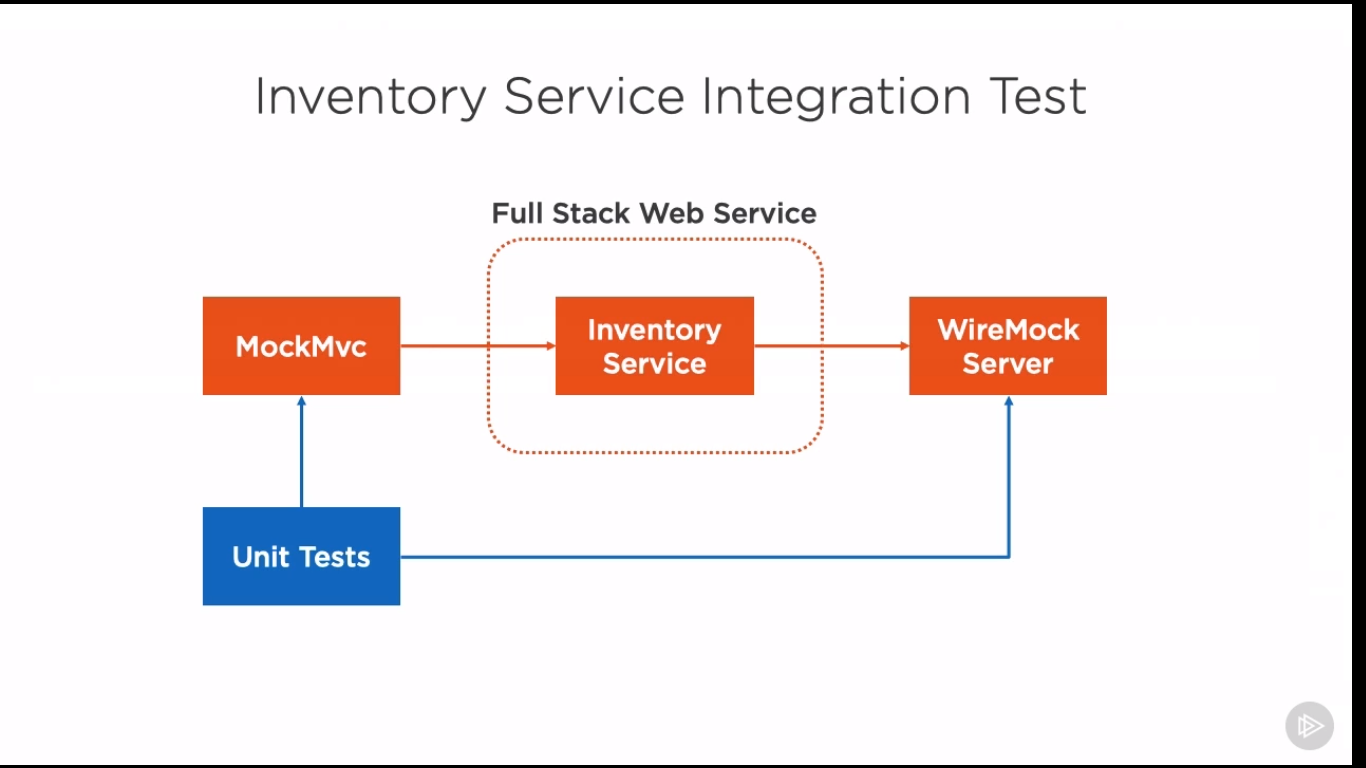 Inventory Service Integration Test
Full Stack Web Service
MockMvc
Inventory
Service
WireMock
Server
Unit Tests